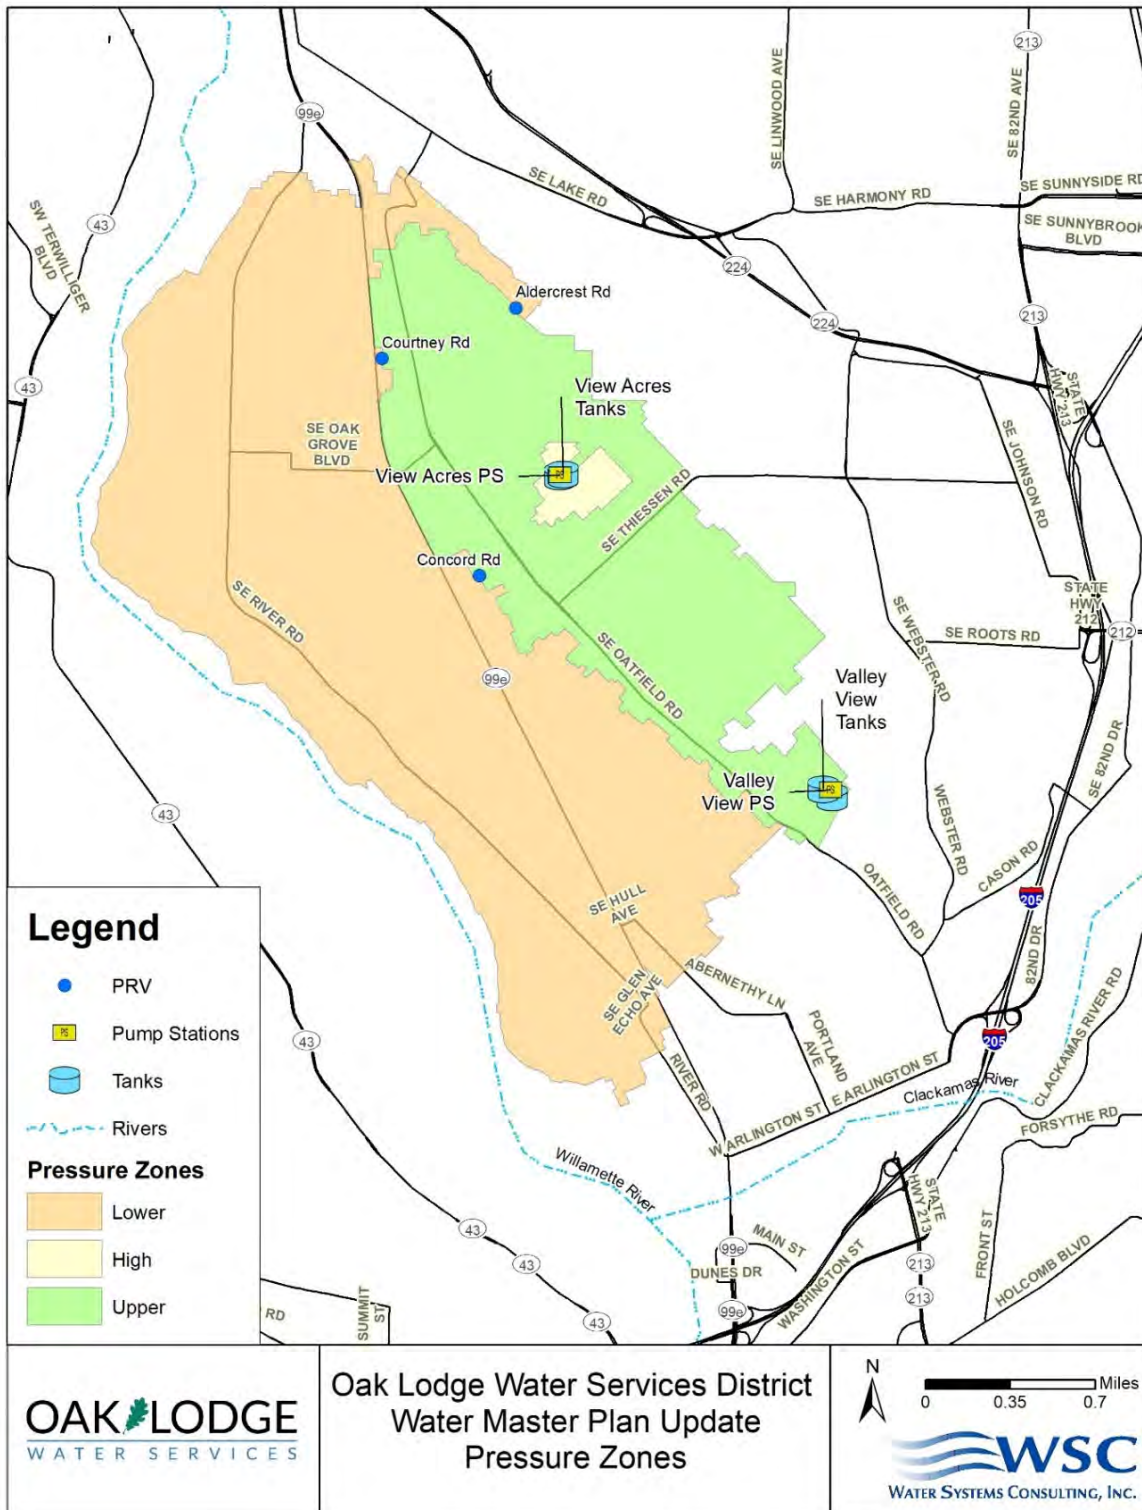 213
SE LINWOOD AVE
SE 82ND AVE
99e
SE LAKE RD
SE HARMONY RD
SE SUNNYSIDE RD
SE SUNNYBROOK
BLVD
SW TERWILLIGER
BLVD
43
224
224
213
Aldercrest Rd
Courtney Rd
43
View Acres
Tanks
STATE
HWY 213
SE OAK
GROVE
BLVD
View Acres PS
PS
SE JOHNSON RD
SE THIESSEN RD
Concord Rd
SE RIVER RD
STATE
HWY
212
212
SE ROOTS RD
SE WEBSTER RD
SE OATFIELD RD
99e
Valley
View
Tanks
Valley
View PS
PS
SE 82ND DR
43
WEBSTER RD
CASON RD
OATFIELD RD
205
SE HULL
AVE
82ND DR
ABERNETHY LN
SE GLEN
ECHO AVE
PORTLAND
AVE
CLACKAMAS RIVER RD
205
43
RIVER RD
E ARLINGTON ST
W ARLINGTON ST
Clackamas River
FORSYTHE RD
Willamette River
STATE
HWY 213
43
43
43
99e
MAIN ST
DUNES DR
99e
WASHINGTON ST
213
213
FRONT ST
HOLCOMB BLVD
SUMMIT
ST
RD
Legend
PRV
PS
Pump Stations
Tanks
Rivers
Pressure Zones
Lower
High
Upper
OAK LODGE
WATER SERVICES
Oak Lodge Water Services District
Water Master Plan Update
Pressure Zones
N
Miles
0 0.35 0.7
WSC
WATER SYSTEMS CONSULTING, INC.